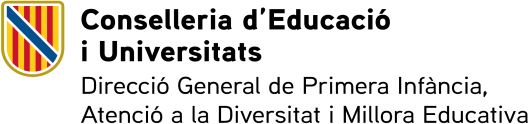 Conselleria d'Educació
i Universitats
Direcció General de Primera Infància,
Atenció a la Diversitat i Millora Educativa